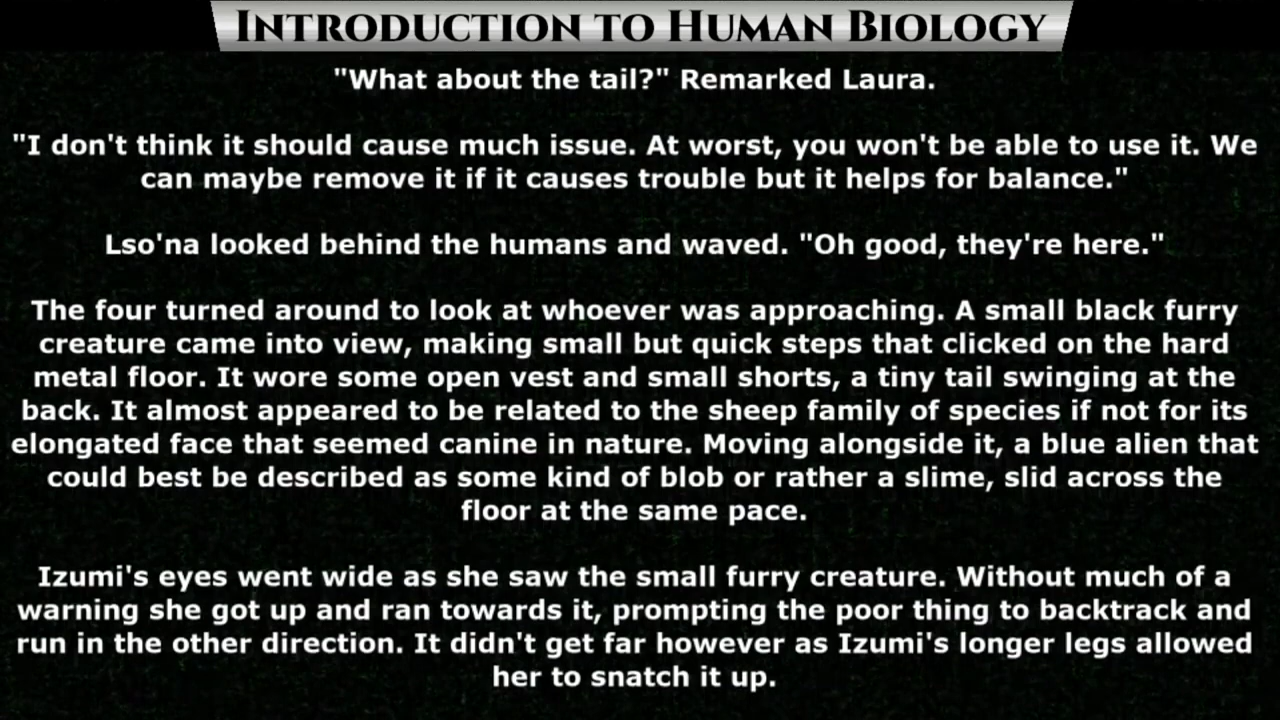 Introduction to Human Biology
"What about the tail?" Remarked Laura.
"I don't think it should cause much issue. At worst, you won't be able to use it. We
can maybe remove it if it causes trouble but it helps for balance."
Lso'na looked behind the humans and waved. "Oh good, they're here."
The four turned around to look at whoever was approaching. A small black furry
creature came into view, making small but quick steps that clicked on the hard
metal floor. It wore some open vest and small shorts, a tiny tail swinging at the
back. It almost appeared to be related to the sheep family of species if not for its
elongated face that seemed canine in nature. Moving alongside it, a blue alien that
could best be described as some kind of blob or rather a slime, slid across the
floor at the same pace.
Izumi's eyes went wide as she saw the small furry creature. Without much of a
warning she got up and ran towards it, prompting the poor thing to backtrack and
run in the other direction. It didn't get far however as Izumi's longer legs allowed
her to snatch it up.